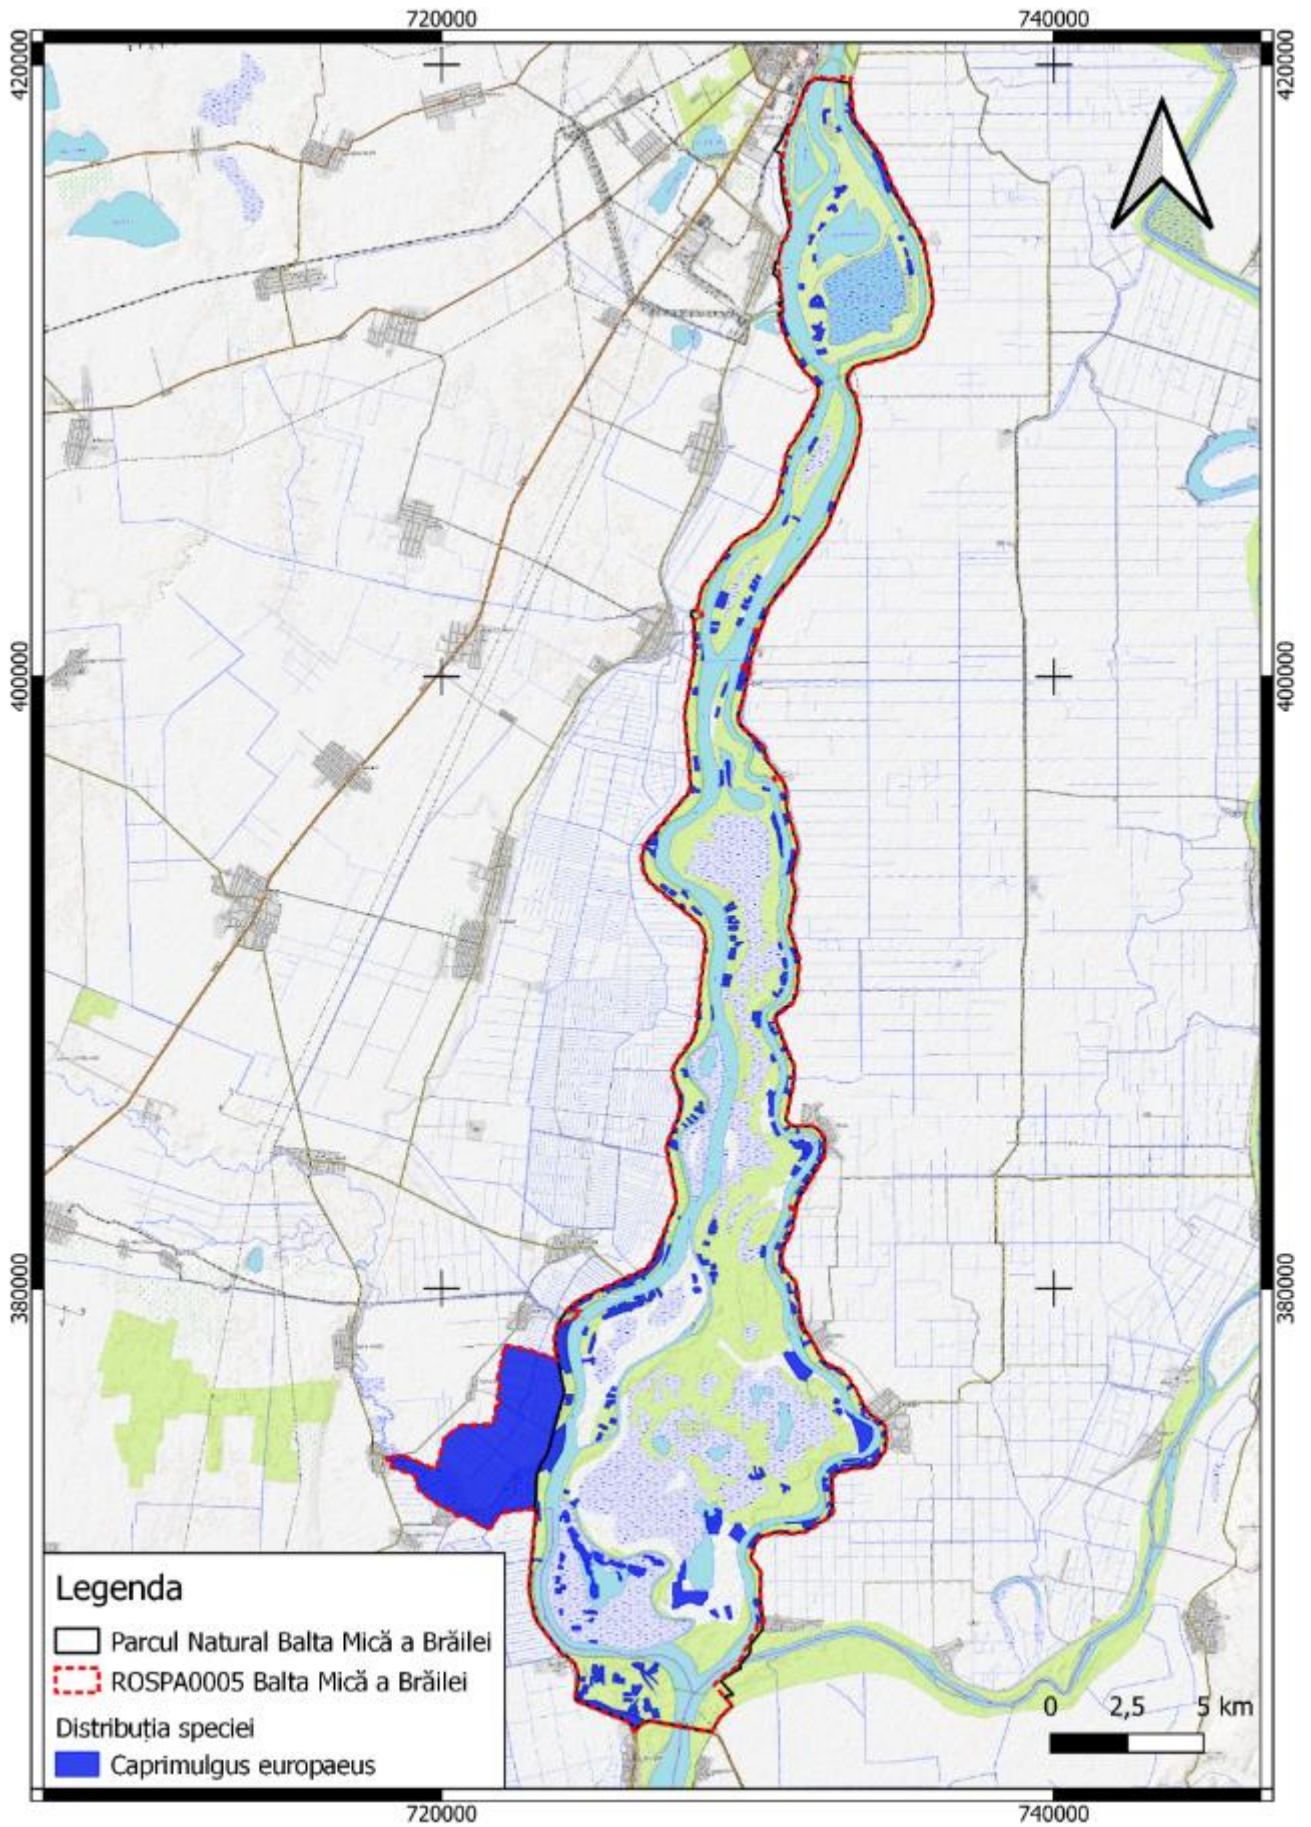 720000 740000
420000 420000
400000 400000
380000 380000
Legenda
Parcul Natural Balta Mică a Brăilei
ROSPA0005 Balta Mică a Brăilei
Distribuția speciei
Caprimulgus europaeus
0 2,5 5 km
720000 740000